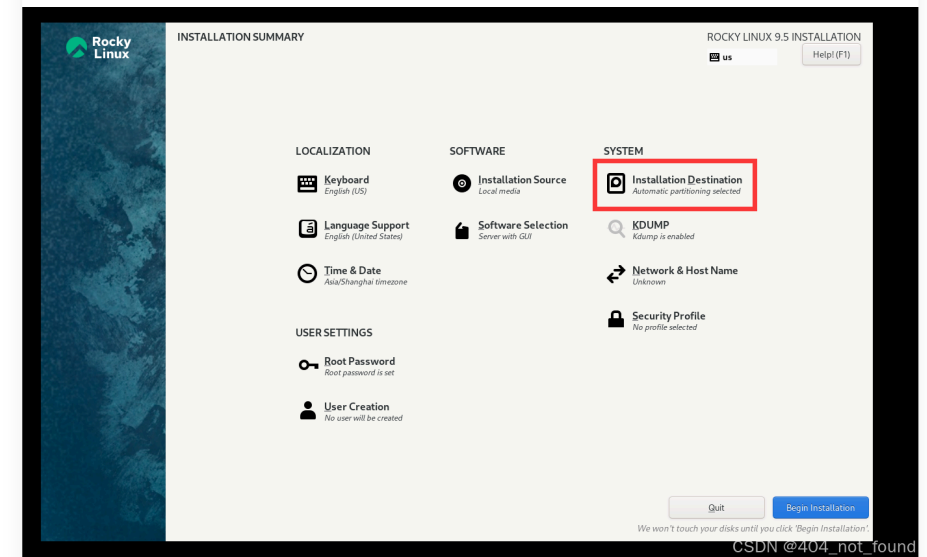 Rocky
Linux
INSTALLATION SUMMARY
ROCKY LINUX 9.5 INSTALLATION
us
Help! (F1)
LOCALIZATION
Keyboard
English (US)
Language Support
English (United States)
Time & Date
Asia/Shanghai timezone
SOFTWARE
Installation Source
Local media
Software Selection
Server with GUI
SYSTEM
Installation Destination
Automatic partitioning selected
KDUMP
Kdump is enabled
Network & Host Name
Unknown
Security Profile
No profile selected
USER SETTINGS
Root Password
Root password is set
User Creation
No user will be created
Quit
Begin Installation
We won't touch your disks until you click 'Begin Installation'.
CSDN @404_not_found